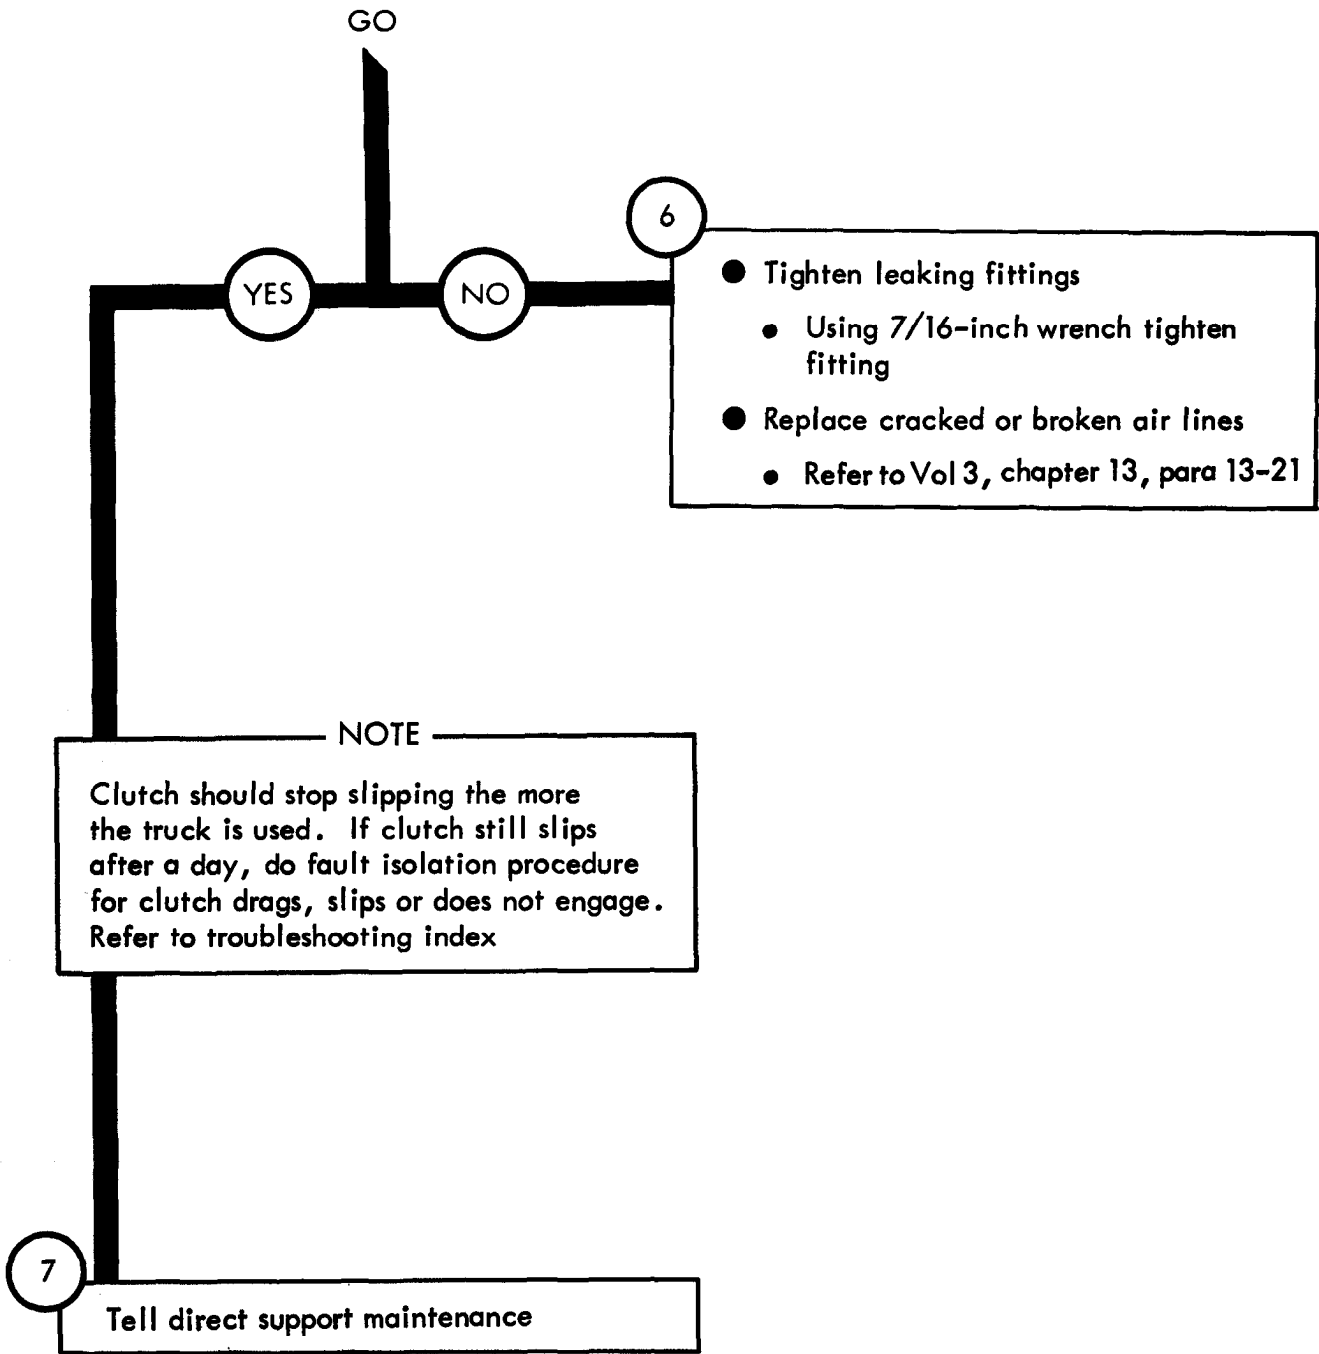 GO
YES
NO
6
● Tighten leaking fittings
● Using 7/16-inch wrench tighten
fitting
● Replace cracked or broken air lines
● Refer to Vol 3, chapter 13, para 13-21
NOTE
Clutch should stop slipping the more
the truck is used. If clutch still slips
after a day, do fault isolation procedure
for clutch drags, slips or does not engage.
Refer to troubleshooting index
7
Tell direct support maintenance